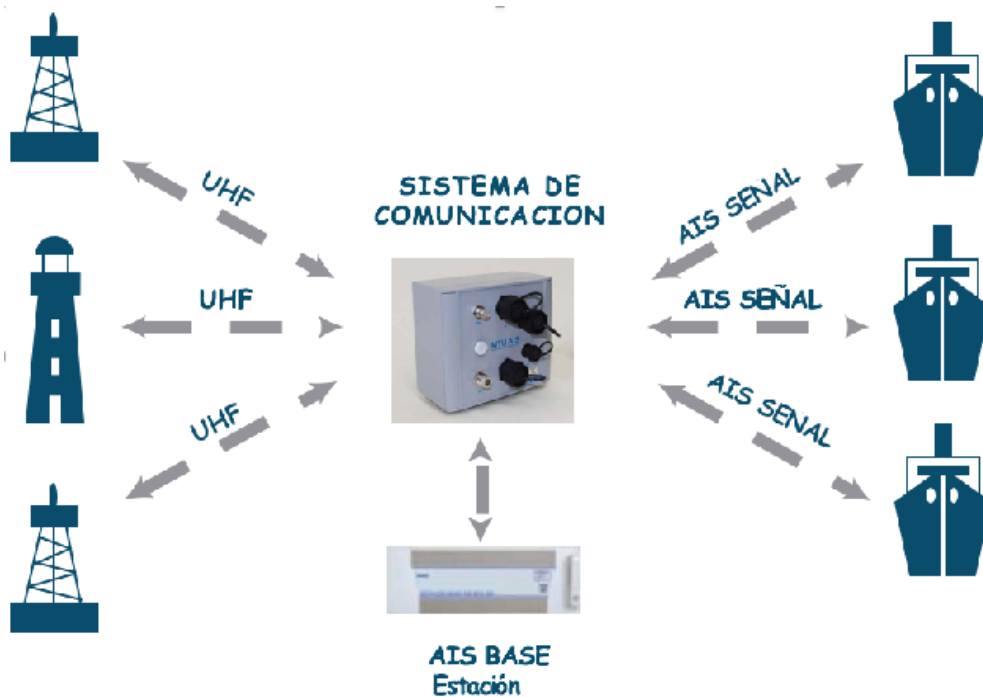 UHF
SISTEMA DE
COMUNICACION
AIS SENAL
UHF
AIS SEÑAL
UHF
AIS SENAL
AIS BASE
Estación